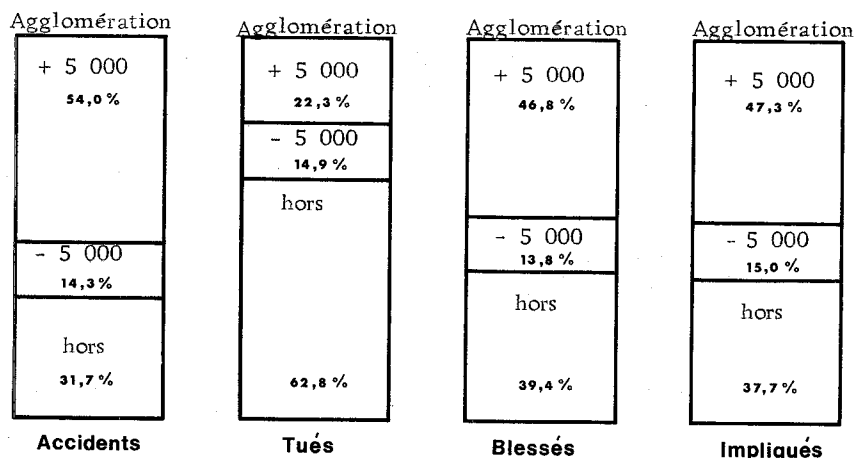 Agglomération
+ 5 000
54,0 %
- 5 000
14,3 %
hors
31,7 %
Accidents
Agglomération
+ 5 000
22,3 %
- 5 000
14,9 %
hors
62,8 %
Tués
Agglomération
+ 5 000
46,8 %
- 5 000
13,8 %
hors
39,4 %
Blessés
Agglomération
+ 5 000
47,3 %
- 5 000
15,0 %
hors
37,7 %
Impliqués